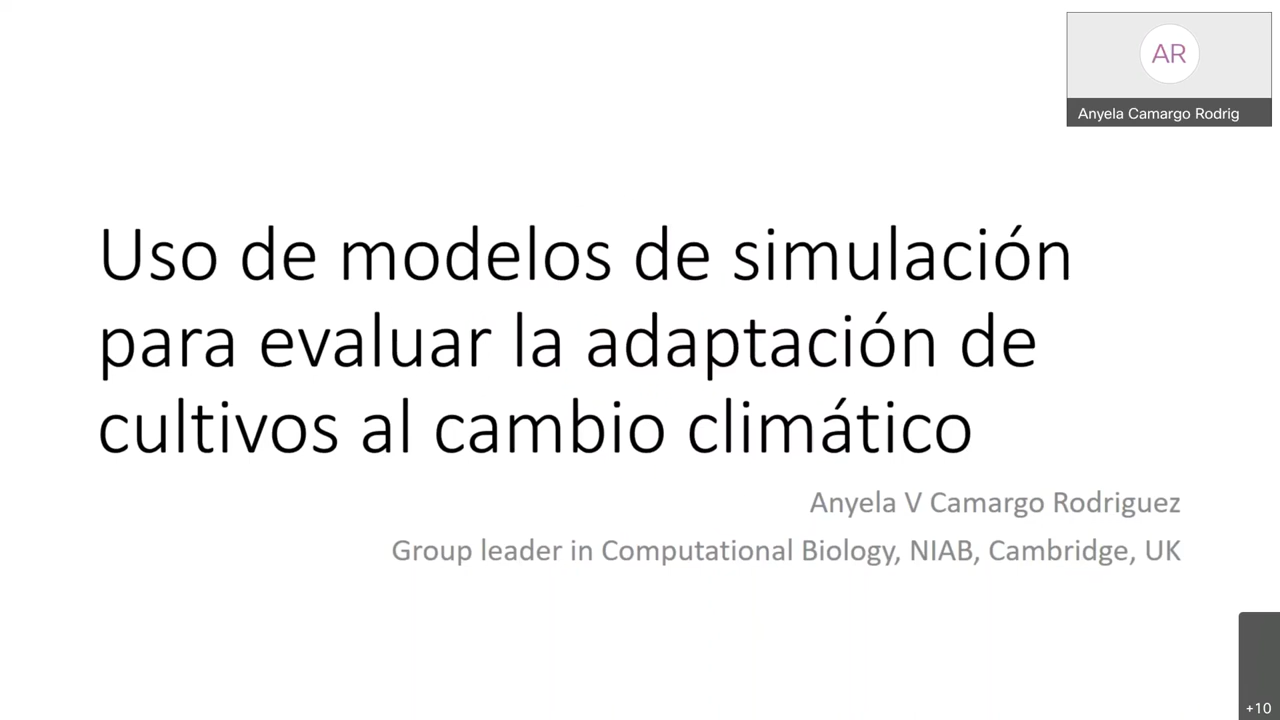 AR
Anyela Camargo Rodrig
Uso de modelos de simulación
para evaluar la adaptación de
cultivos al cambio climático
Anyela V Camargo Rodriguez
Group leader in Computational Biology, NIAB, Cambridge, UK
+10